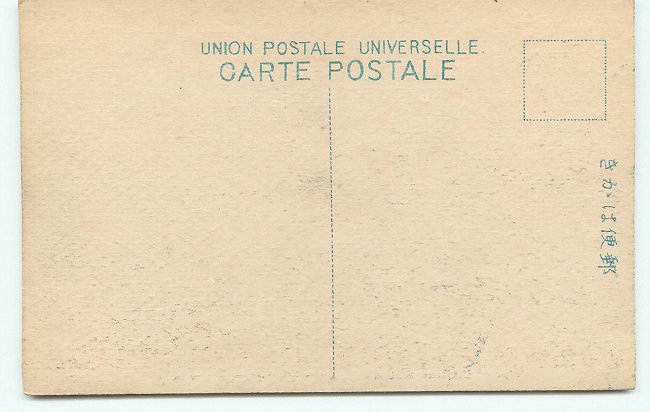 UNION POSTALE UNIVERSELLE.
CARTE POSTALE
郵便はがき